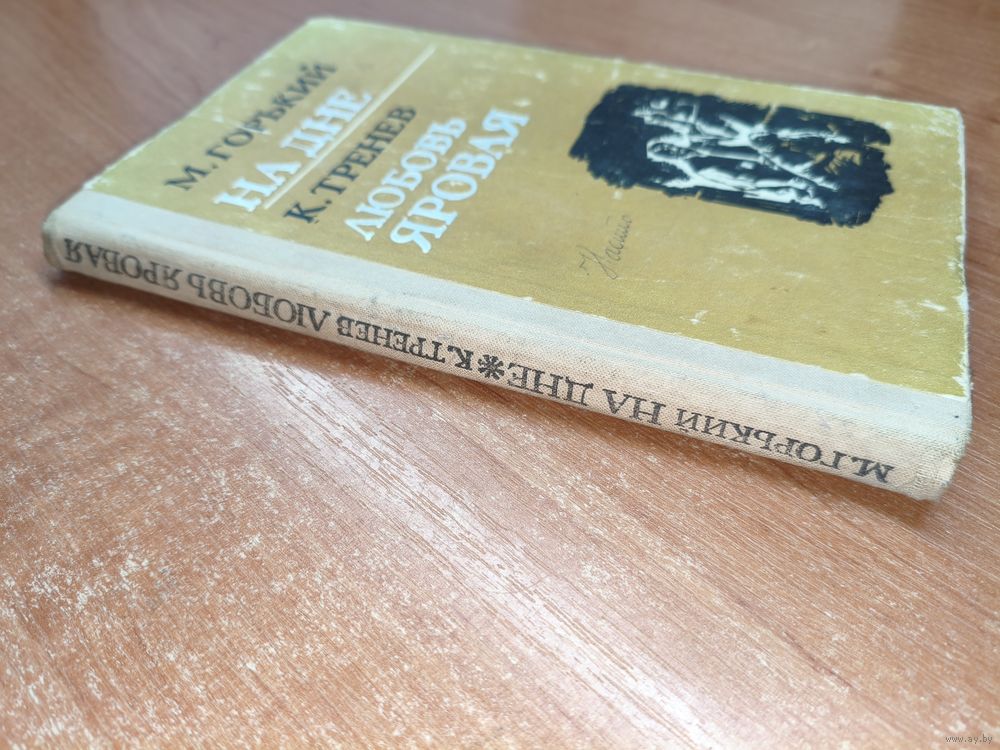 М. ГОРЬКИЙ
НА ДНЕ
К. ТРЕНЕВ
ЛЮБОВЬ
ЯРОВАЯ
М. ГОРЬКИЙ НА ДНЕ ✻ К. ТРЕНЕВ ЛЮБОВЬ ЯРОВАЯ
www.ay.by